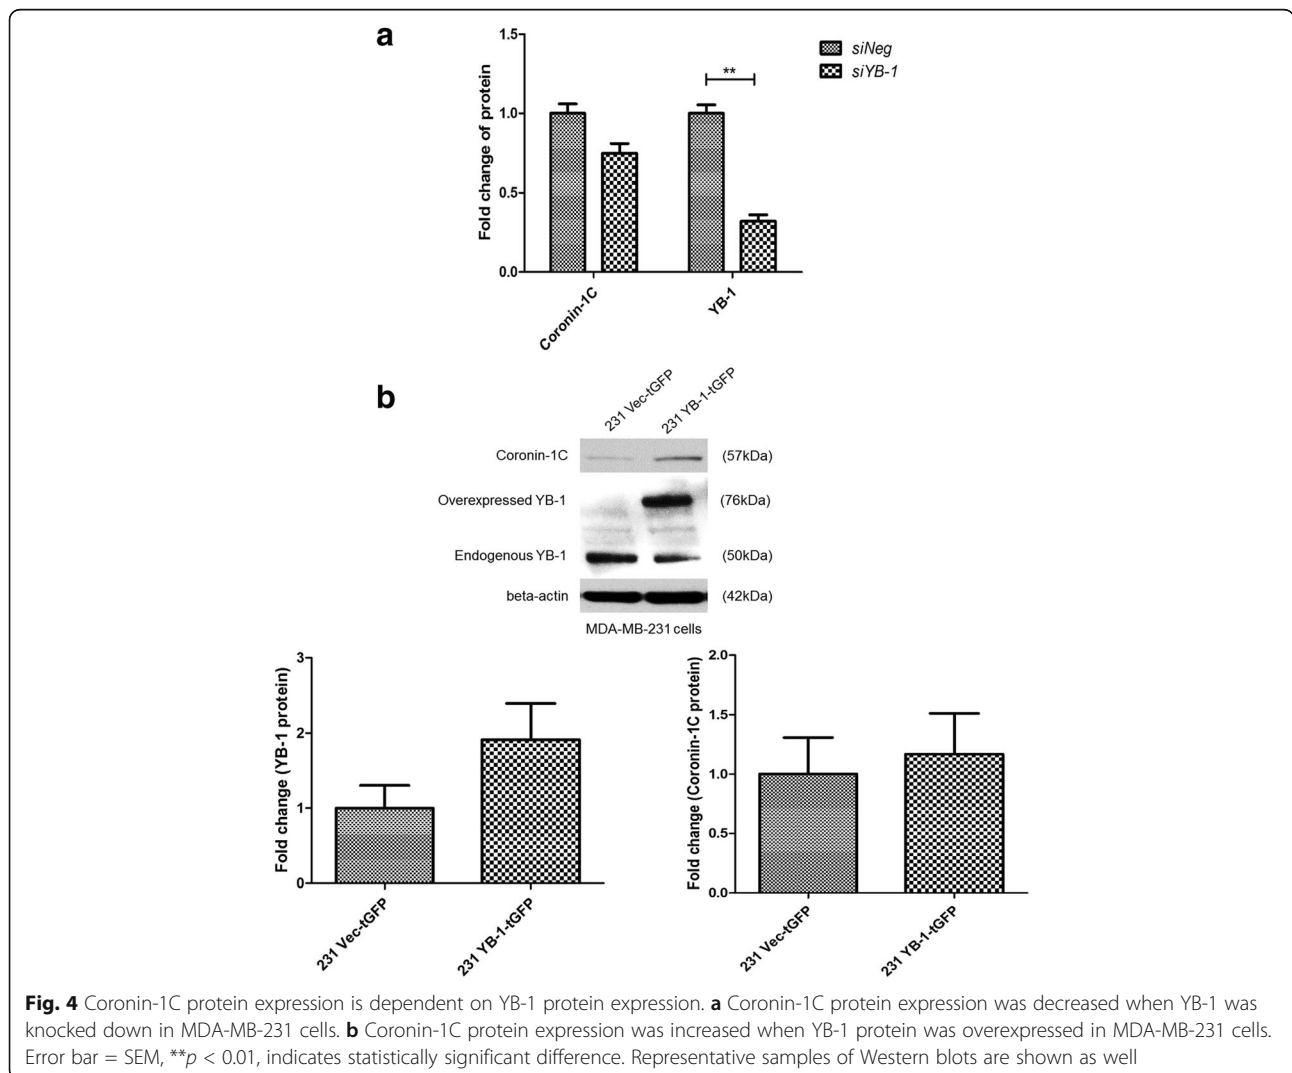 a
1.5
1.0
0.5
0.0
Fold change of protein
**
siNeg
siYB-1
Coronin-1C
YB-1
b
231 Vec-tGFP
231 YB-1-tGFP
Coronin-1C (57kDa)
Overexpressed YB-1 (76kDa)
Endogenous YB-1 (50kDa)
beta-actin (42kDa)
MDA-MB-231 cells
3
2
1
0
Fold change (YB-1 protein)
231 Vec-tGFP
231 YB-1-tGFP
2.0
1.5
1.0
0.5
0.0
Fold change (Coronin-1C protein)
231 Vec-tGFP
231 YB-1-tGFP
Fig. 4 Coronin-1C protein expression is dependent on YB-1 protein expression. a Coronin-1C protein expression was decreased when YB-1 was
knocked down in MDA-MB-231 cells. b Coronin-1C protein expression was increased when YB-1 protein was overexpressed in MDA-MB-231 cells.
Error bar = SEM, **p < 0.01, indicates statistically significant difference. Representative samples of Western blots are shown as well